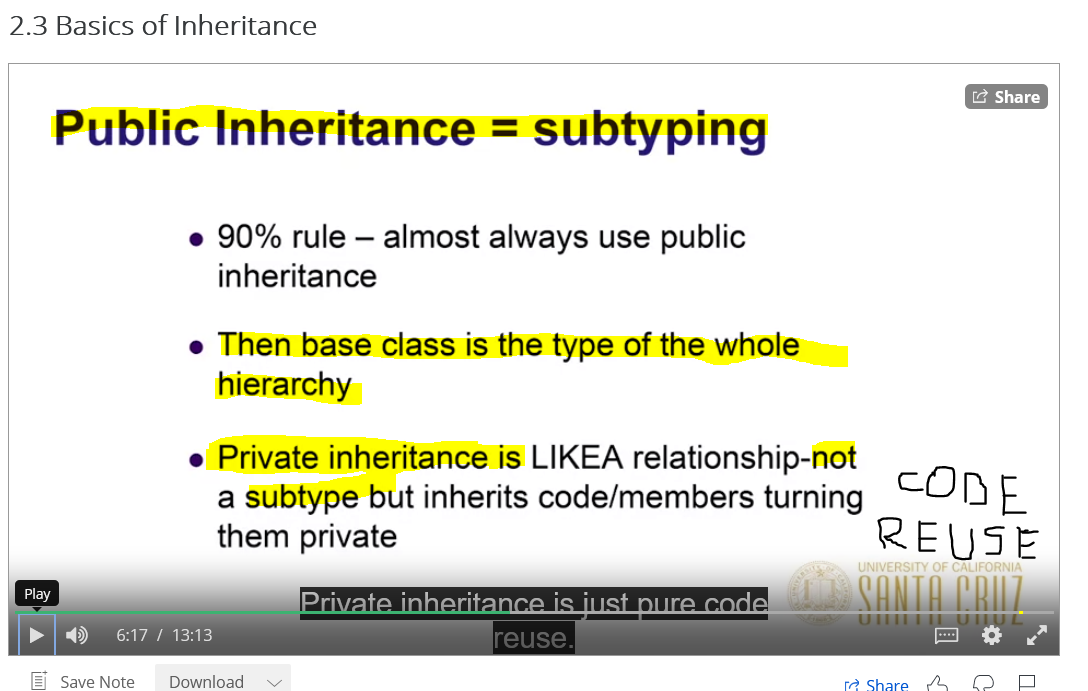 2.3 Basics of Inheritance
Share
Public Inheritance = subtyping
90% rule – almost always use public
inheritance
Then base class is the type of the whole
hierarchy
Private inheritance is LIKEA relationship-not
a subtype but inherits code/members turning
them private
CODE
REUSE
UNIVERSITY OF CALIFORNIA
SANTA CRUZ
Play
Private inheritance is just pure code
reuse.
6:17 / 13:13
Save Note
Download
Share